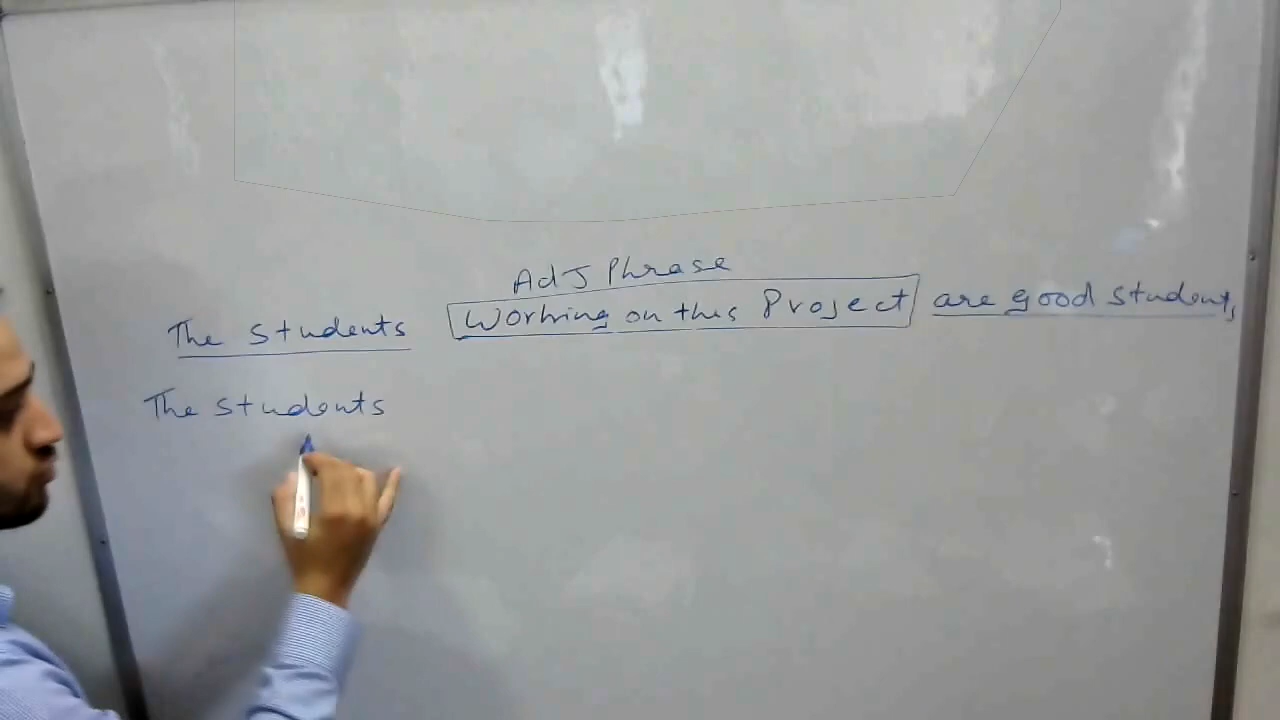 AdJ Phrase
The students Working on this Project are good students
The students